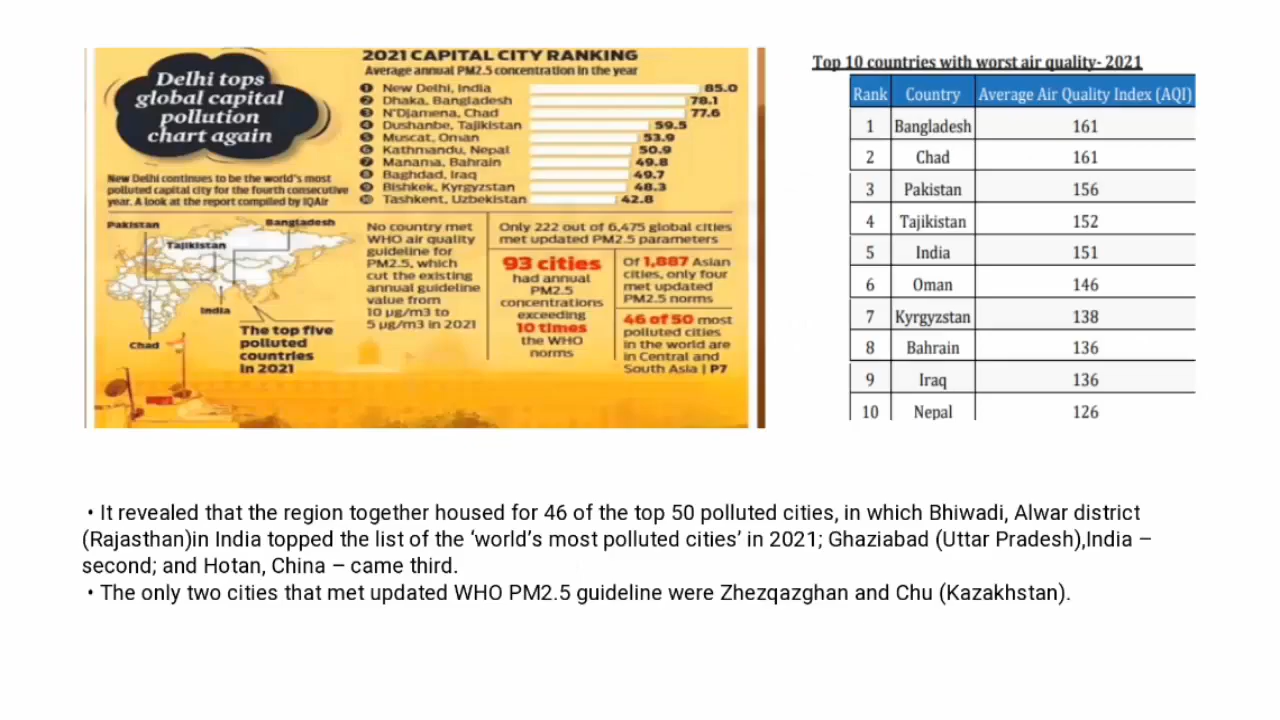 Delhi tops
global capital
pollution
chart again
New Delhi continues to be the world's most
polluted capital city for the fourth consecutive
year. A look at the report compiled by IQAir
2021 CAPITAL CITY RANKING
Average annual PM2.5 concentration in the year
1 New Delhi, India 85.0
2 Dhaka, Bangladesh 78.1
3 N'Djamena, Chad 77.6
4 Dushanbe, Tajikistan 59.5
5 Muscat, Oman 53.9
6 Kathmandu, Nepal 50.9
7 Manama, Bahrain 49.8
8 Baghdad, Iraq 49.7
9 Bishkek, Kyrgyzstan 48.3
10 Tashkent, Uzbekistan 42.8
Pakistan
Bangladesh
Tajikistan
India
Chad
The top five
polluted
countries
in 2021
No country met
WHO air quality
guideline for
PM2.5, which
cut the existing
annual guideline
value from
10 µg/m3 to
5 µg/m3 in 2021
Only 222 out of 6,475 global cities
met updated PM2.5 parameters
93 cities
had annual
PM2.5
concentrations
exceeding
10 times
the WHO
norms
Of 1,887 Asian
cities, only four
met updated
PM2.5 norms
46 of 50 most
polluted cities
in the world are
in Central and
South Asia | P7
Top 10 countries with worst air quality- 2021
Rank Country Average Air Quality Index (AQI)
1 Bangladesh 161
2 Chad 161
3 Pakistan 156
4 Tajikistan 152
5 India 151
6 Oman 146
7 Kyrgyzstan 138
8 Bahrain 136
9 Iraq 136
10 Nepal 126
• It revealed that the region together housed for 46 of the top 50 polluted cities, in which Bhiwadi, Alwar district
(Rajasthan)in India topped the list of the ‘world’s most polluted cities’ in 2021; Ghaziabad (Uttar Pradesh),India –
second; and Hotan, China – came third.
• The only two cities that met updated WHO PM2.5 guideline were Zhezqazghan and Chu (Kazakhstan).